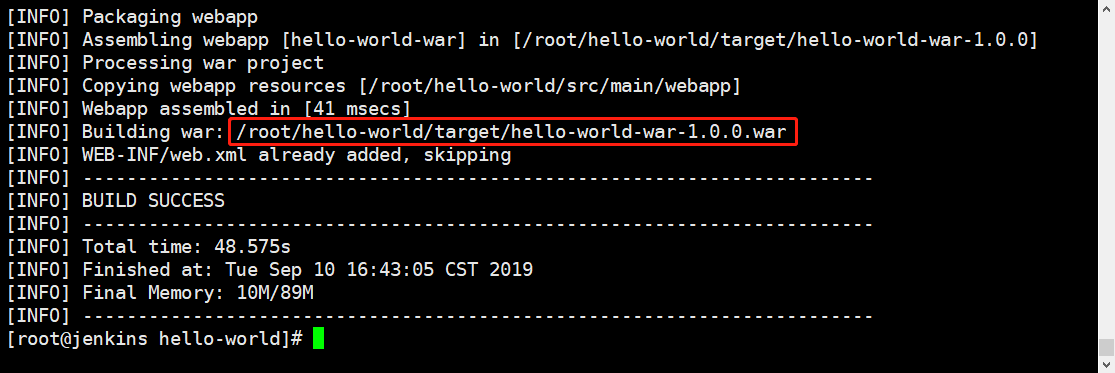 [INFO] Packaging webapp
[INFO] Assembling webapp [hello-world-war] in [/root/hello-world/target/hello-world-war-1.0.0]
[INFO] Processing war project
[INFO] Copying webapp resources [/root/hello-world/src/main/webapp]
[INFO] Webapp assembled in [41 msecs]
[INFO] Building war: /root/hello-world/target/hello-world-war-1.0.0.war
[INFO] WEB-INF/web.xml already added, skipping
[INFO] ------------------------------------------------------------------------
[INFO] BUILD SUCCESS
[INFO] ------------------------------------------------------------------------
[INFO] Total time: 48.575s
[INFO] Finished at: Tue Sep 10 16:43:05 CST 2019
[INFO] Final Memory: 10M/89M
[INFO] ------------------------------------------------------------------------
[root@jenkins hello-world]#